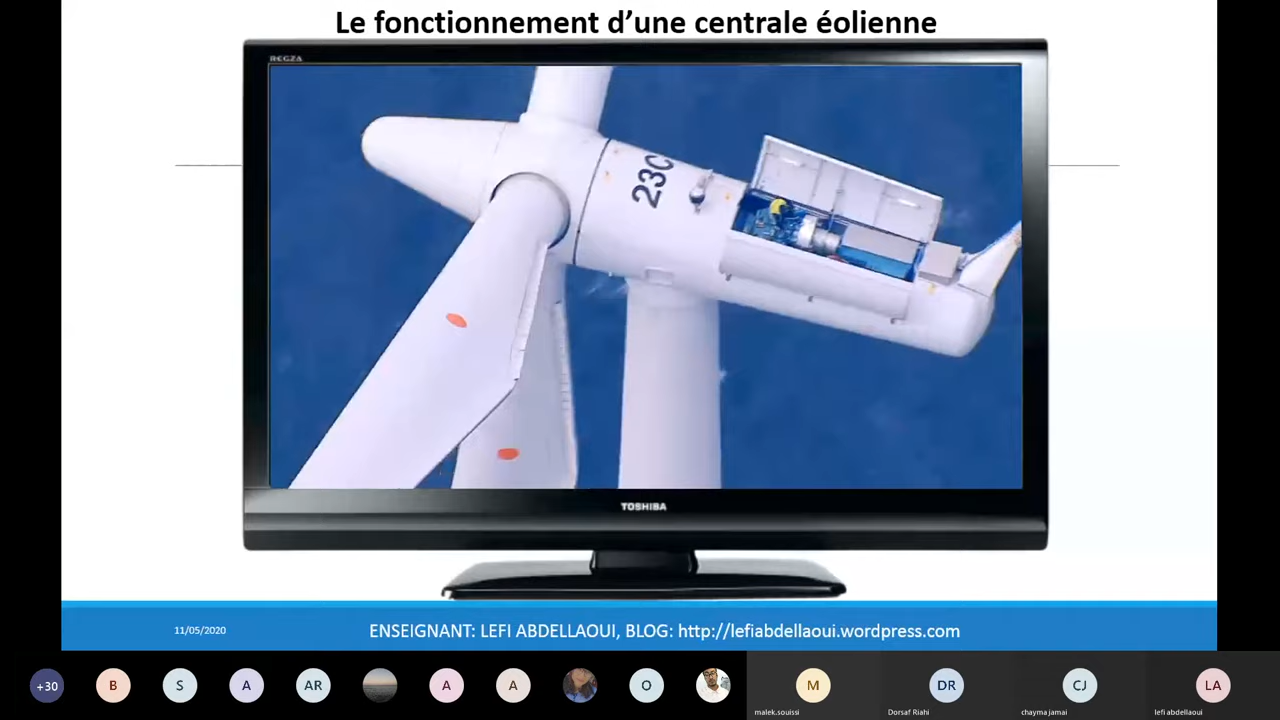 Le fonctionnement d’une centrale éolienne
REGZA
23C
TOSHIBA
11/05/2020
ENSEIGNANT: LEFI ABDELLAOUI, BLOG: http://lefiabdellaoui.wordpress.com
+30
B
S
A
AR
A
A
O
M
DR
CJ
LA
malek.souissi
Dorsaf Riahi
chayma jamai
lefi abdellaoui